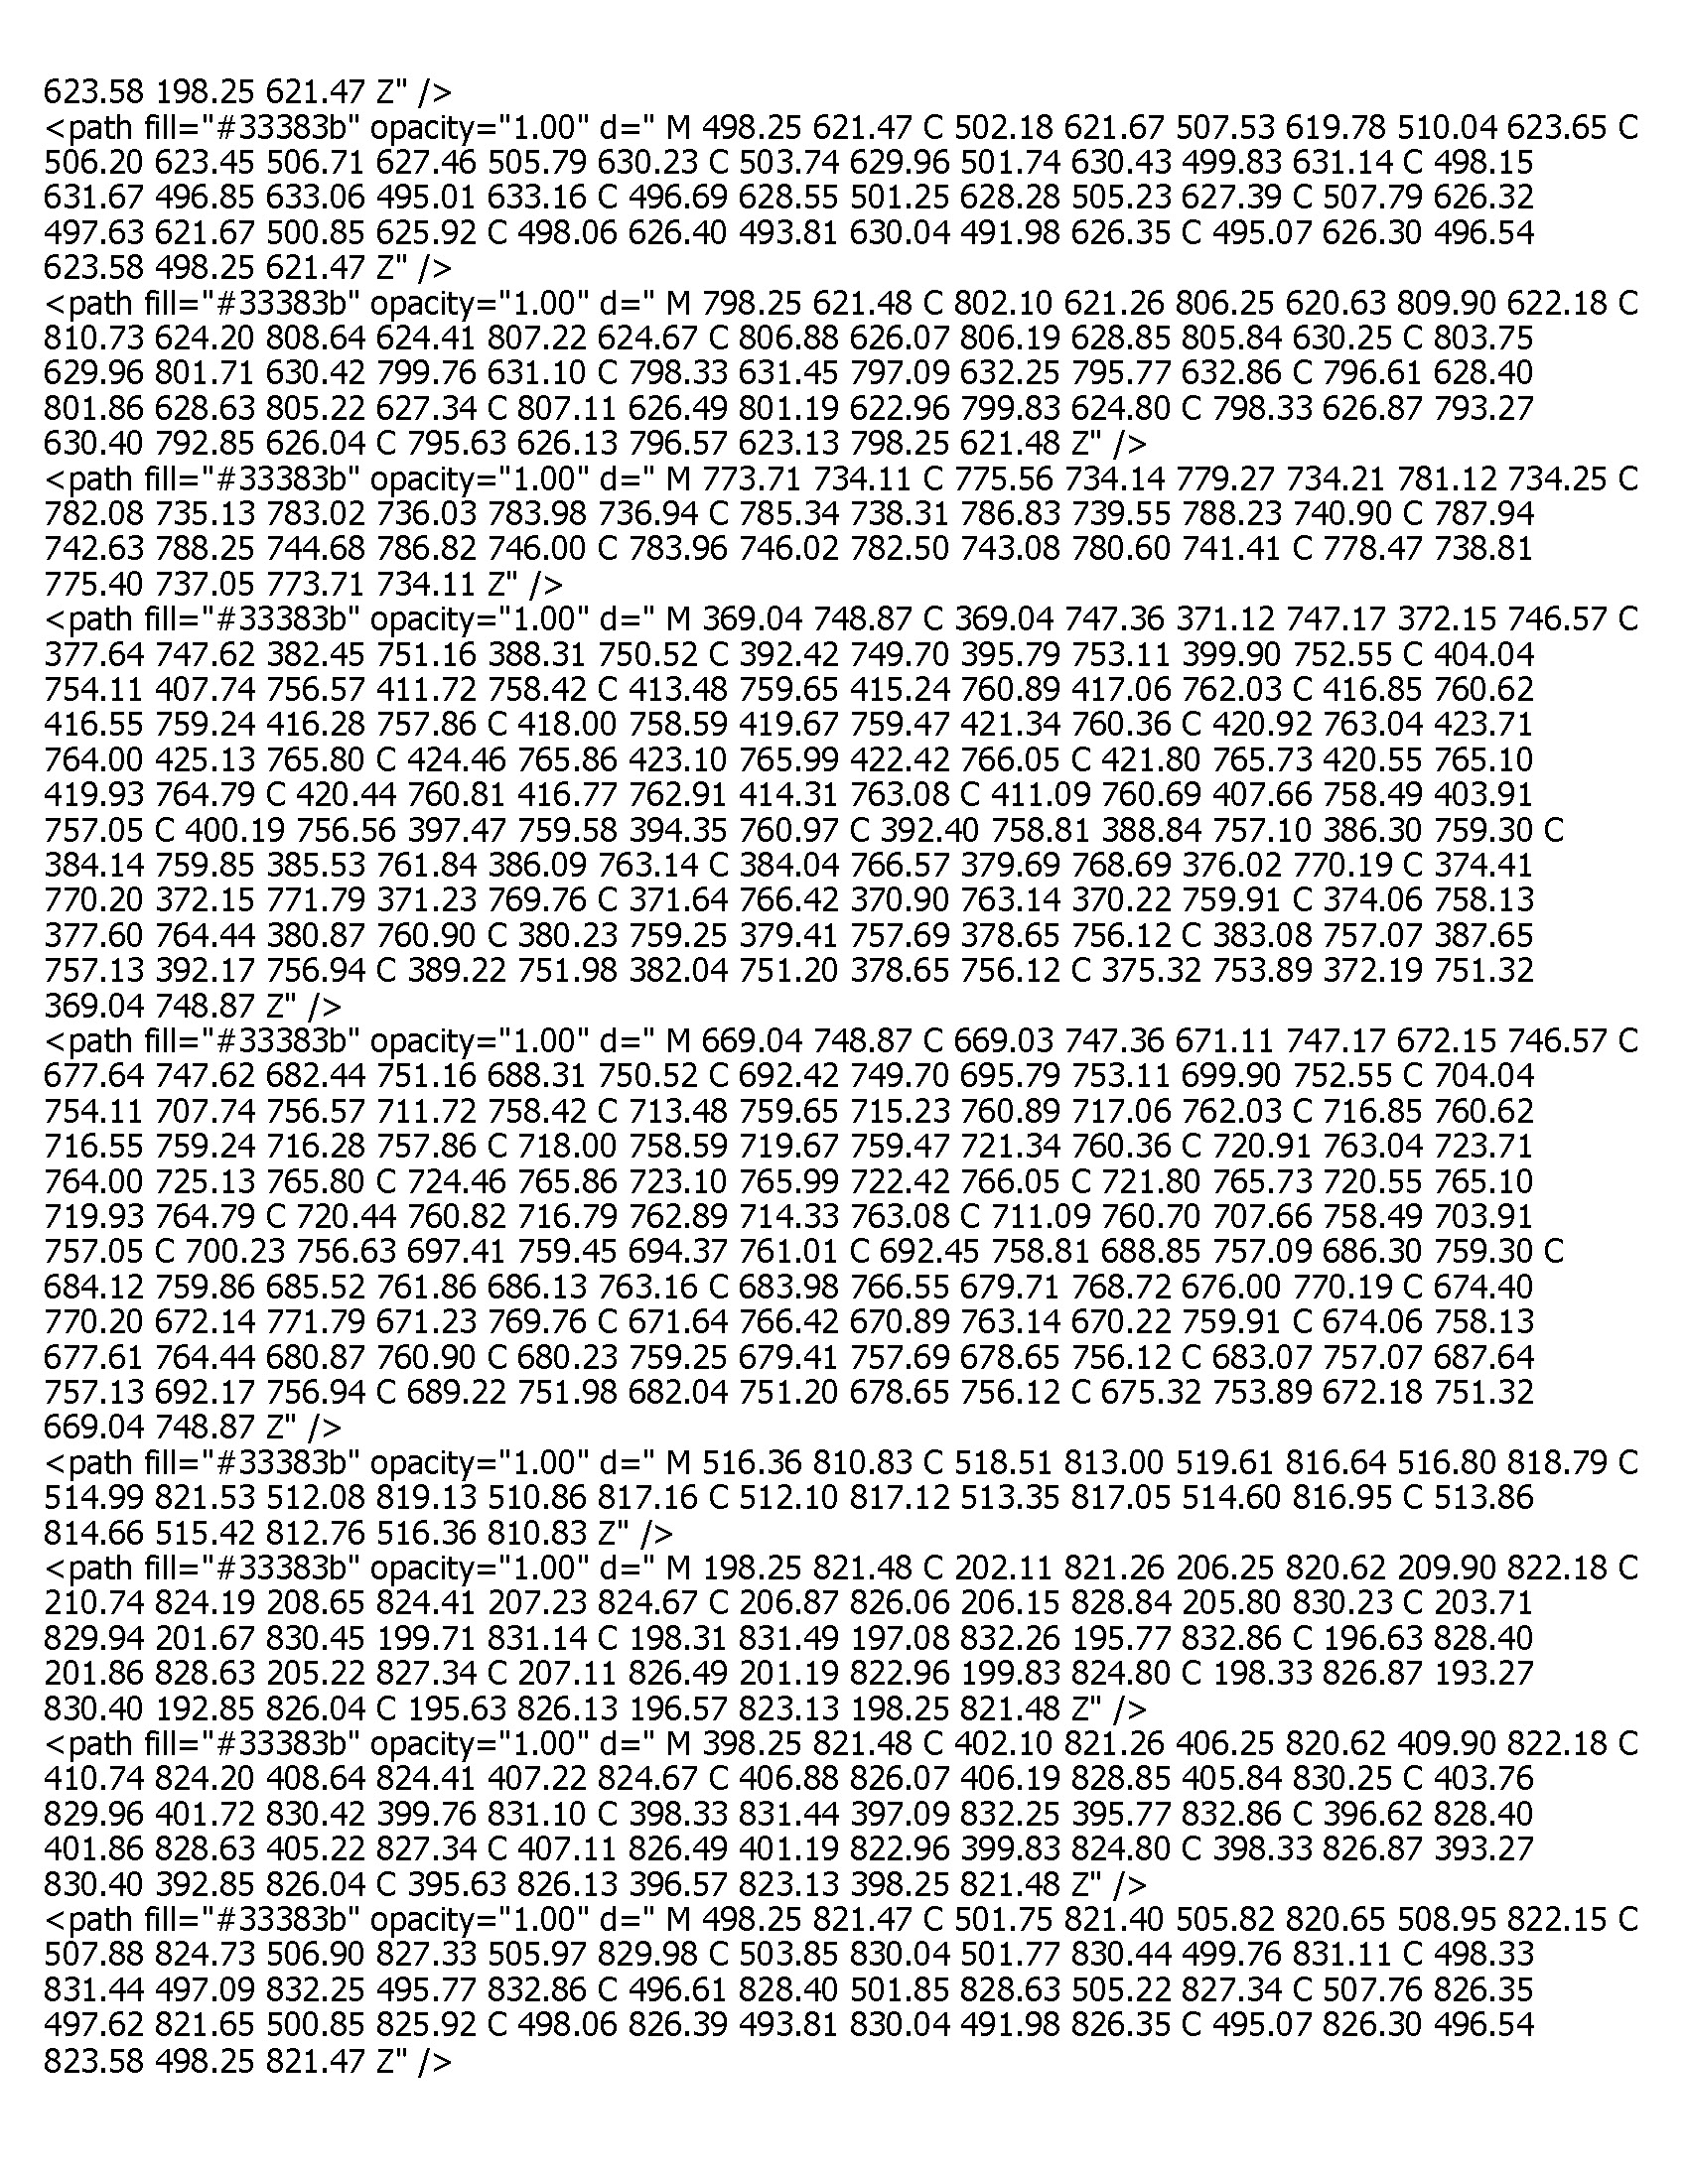 623.58 198.25 621.47 Z" />
<path fill="#33383b" opacity="1.00" d=" M 498.25 621.47 C 502.18 621.67 507.53 619.78 510.04 623.65 C
506.20 623.45 506.71 627.46 505.79 630.23 C 503.74 629.96 501.74 630.43 499.83 631.14 C 498.15
631.67 496.85 633.06 495.01 633.16 C 496.69 628.55 501.25 628.28 505.23 627.39 C 507.79 626.32
497.63 621.67 500.85 625.92 C 498.06 626.40 493.81 630.04 491.98 626.35 C 495.07 626.30 496.54
623.58 498.25 621.47 Z" />
<path fill="#33383b" opacity="1.00" d=" M 798.25 621.48 C 802.10 621.26 806.25 620.63 809.90 622.18 C
810.73 624.20 808.64 624.41 807.22 624.67 C 806.88 626.07 806.19 628.85 805.84 630.25 C 803.75
629.96 801.71 630.42 799.76 631.10 C 798.33 631.45 797.09 632.25 795.77 632.86 C 796.61 628.40
801.86 628.63 805.22 627.34 C 807.11 626.49 801.19 622.96 799.83 624.80 C 798.33 626.87 793.27
630.40 792.85 626.04 C 795.63 626.13 796.57 623.13 798.25 621.48 Z" />
<path fill="#33383b" opacity="1.00" d=" M 773.71 734.11 C 775.56 734.14 779.27 734.21 781.12 734.25 C
782.08 735.13 783.02 736.03 783.98 736.94 C 785.34 738.31 786.83 739.55 788.23 740.90 C 787.94
742.63 788.25 744.68 786.82 746.00 C 783.96 746.02 782.50 743.08 780.60 741.41 C 778.47 738.81
775.40 737.05 773.71 734.11 Z" />
<path fill="#33383b" opacity="1.00" d=" M 369.04 748.87 C 369.04 747.36 371.12 747.17 372.15 746.57 C
377.64 747.62 382.45 751.16 388.31 750.52 C 392.42 749.70 395.79 753.11 399.90 752.55 C 404.04
754.11 407.74 756.57 411.72 758.42 C 413.48 759.65 415.24 760.89 417.06 762.03 C 416.85 760.62
416.55 759.24 416.28 757.86 C 418.00 758.59 419.67 759.47 421.34 760.36 C 420.92 763.04 423.71
764.00 425.13 765.80 C 424.46 765.86 423.10 765.99 422.42 766.05 C 421.80 765.73 420.55 765.10
419.93 764.79 C 420.44 760.81 416.77 762.91 414.31 763.08 C 411.09 760.69 407.66 758.49 403.91
757.05 C 400.19 756.56 397.47 759.58 394.35 760.97 C 392.40 758.81 388.84 757.10 386.30 759.30 C
384.14 759.85 385.53 761.84 386.09 763.14 C 384.04 766.57 379.69 768.69 376.02 770.19 C 374.41
770.20 372.15 771.79 371.23 769.76 C 371.64 766.42 370.90 763.14 370.22 759.91 C 374.06 758.13
377.60 764.44 380.87 760.90 C 380.23 759.25 379.41 757.69 378.65 756.12 C 383.08 757.07 387.65
757.13 392.17 756.94 C 389.22 751.98 382.04 751.20 378.65 756.12 C 375.32 753.89 372.19 751.32
369.04 748.87 Z" />
<path fill="#33383b" opacity="1.00" d=" M 669.04 748.87 C 669.03 747.36 671.11 747.17 672.15 746.57 C
677.64 747.62 682.44 751.16 688.31 750.52 C 692.42 749.70 695.79 753.11 699.90 752.55 C 704.04
754.11 707.74 756.57 711.72 758.42 C 713.48 759.65 715.23 760.89 717.06 762.03 C 716.85 760.62
716.55 759.24 716.28 757.86 C 718.00 758.59 719.67 759.47 721.34 760.36 C 720.91 763.04 723.71
764.00 725.13 765.80 C 724.46 765.86 723.10 765.99 722.42 766.05 C 721.80 765.73 720.55 765.10
719.93 764.79 C 720.44 760.82 716.79 762.89 714.33 763.08 C 711.09 760.70 707.66 758.49 703.91
757.05 C 700.23 756.63 697.41 759.45 694.37 761.01 C 692.45 758.81 688.85 757.09 686.30 759.30 C
684.12 759.86 685.52 761.86 686.13 763.16 C 683.98 766.55 679.71 768.72 676.00 770.19 C 674.40
770.20 672.14 771.79 671.23 769.76 C 671.64 766.42 670.89 763.14 670.22 759.91 C 674.06 758.13
677.61 764.44 680.87 760.90 C 680.23 759.25 679.41 757.69 678.65 756.12 C 683.07 757.07 687.64
757.13 692.17 756.94 C 689.22 751.98 682.04 751.20 678.65 756.12 C 675.32 753.89 672.18 751.32
669.04 748.87 Z" />
<path fill="#33383b" opacity="1.00" d=" M 516.36 810.83 C 518.51 813.00 519.61 816.64 516.80 818.79 C
514.99 821.53 512.08 819.13 510.86 817.16 C 512.10 817.12 513.35 817.05 514.60 816.95 C 513.86
814.66 515.42 812.76 516.36 810.83 Z" />
<path fill="#33383b" opacity="1.00" d=" M 198.25 821.48 C 202.11 821.26 206.25 820.62 209.90 822.18 C
210.74 824.19 208.65 824.41 207.23 824.67 C 206.87 826.06 206.15 828.84 205.80 830.23 C 203.71
829.94 201.67 830.45 199.71 831.14 C 198.31 831.49 197.08 832.26 195.77 832.86 C 196.63 828.40
201.86 828.63 205.22 827.34 C 207.11 826.49 201.19 822.96 199.83 824.80 C 198.33 826.87 193.27
830.40 192.85 826.04 C 195.63 826.13 196.57 823.13 198.25 821.48 Z" />
<path fill="#33383b" opacity="1.00" d=" M 398.25 821.48 C 402.10 821.26 406.25 820.62 409.90 822.18 C
410.74 824.20 408.64 824.41 407.22 824.67 C 406.88 826.07 406.19 828.85 405.84 830.25 C 403.76
829.96 401.72 830.42 399.76 831.10 C 398.33 831.44 397.09 832.25 395.77 832.86 C 396.62 828.40
401.86 828.63 405.22 827.34 C 407.11 826.49 401.19 822.96 399.83 824.80 C 398.33 826.87 393.27
830.40 392.85 826.04 C 395.63 826.13 396.57 823.13 398.25 821.48 Z" />
<path fill="#33383b" opacity="1.00" d=" M 498.25 821.47 C 501.75 821.40 505.82 820.65 508.95 822.15 C
507.88 824.73 506.90 827.33 505.97 829.98 C 503.85 830.04 501.77 830.44 499.76 831.11 C 498.33
831.44 497.09 832.25 495.77 832.86 C 496.61 828.40 501.85 828.63 505.22 827.34 C 507.76 826.35
497.62 821.65 500.85 825.92 C 498.06 826.39 493.81 830.04 491.98 826.35 C 495.07 826.30 496.54
823.58 498.25 821.47 Z" />